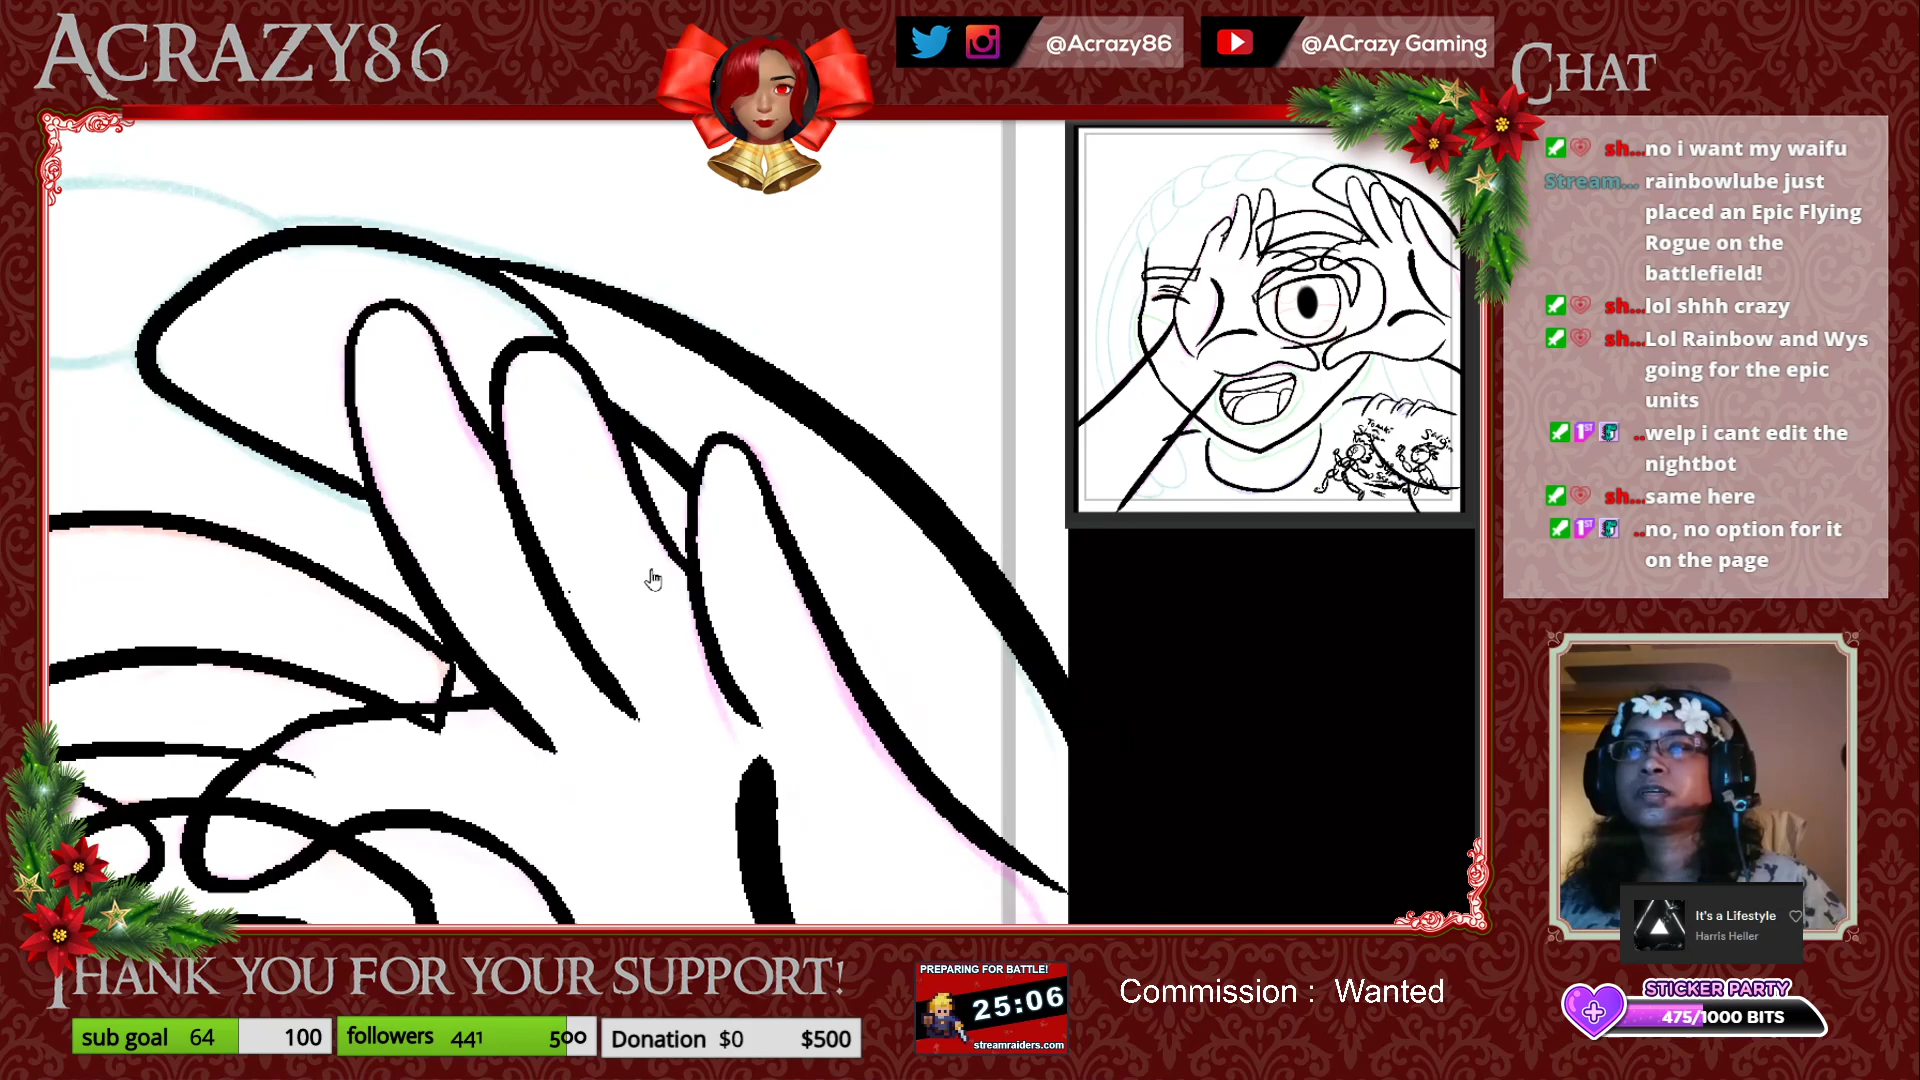 ACRAZY86
@Acrazy86
@ACrazy Gaming
CHAT
sh...no i want my waifu
Stream... rainbowlube just
placed an Epic Flying
Rogue on the
battlefield!
sh...lol shhh crazy
sh...Lol Rainbow and Wys
going for the epic
units
1ST ..welp i cant edit the
nightbot
sh...same here
1ST ..no, no option for it
on the page
It's a Lifestyle
Harris Heller
THANK YOU FOR YOUR SUPPORT!
sub goal 64 100
followers 441 500
Donation $0 $500
PREPARING FOR BATTLE!
25:06
streamraiders.com
Commission : Wanted
STICKER PARTY
475/1000 BITS